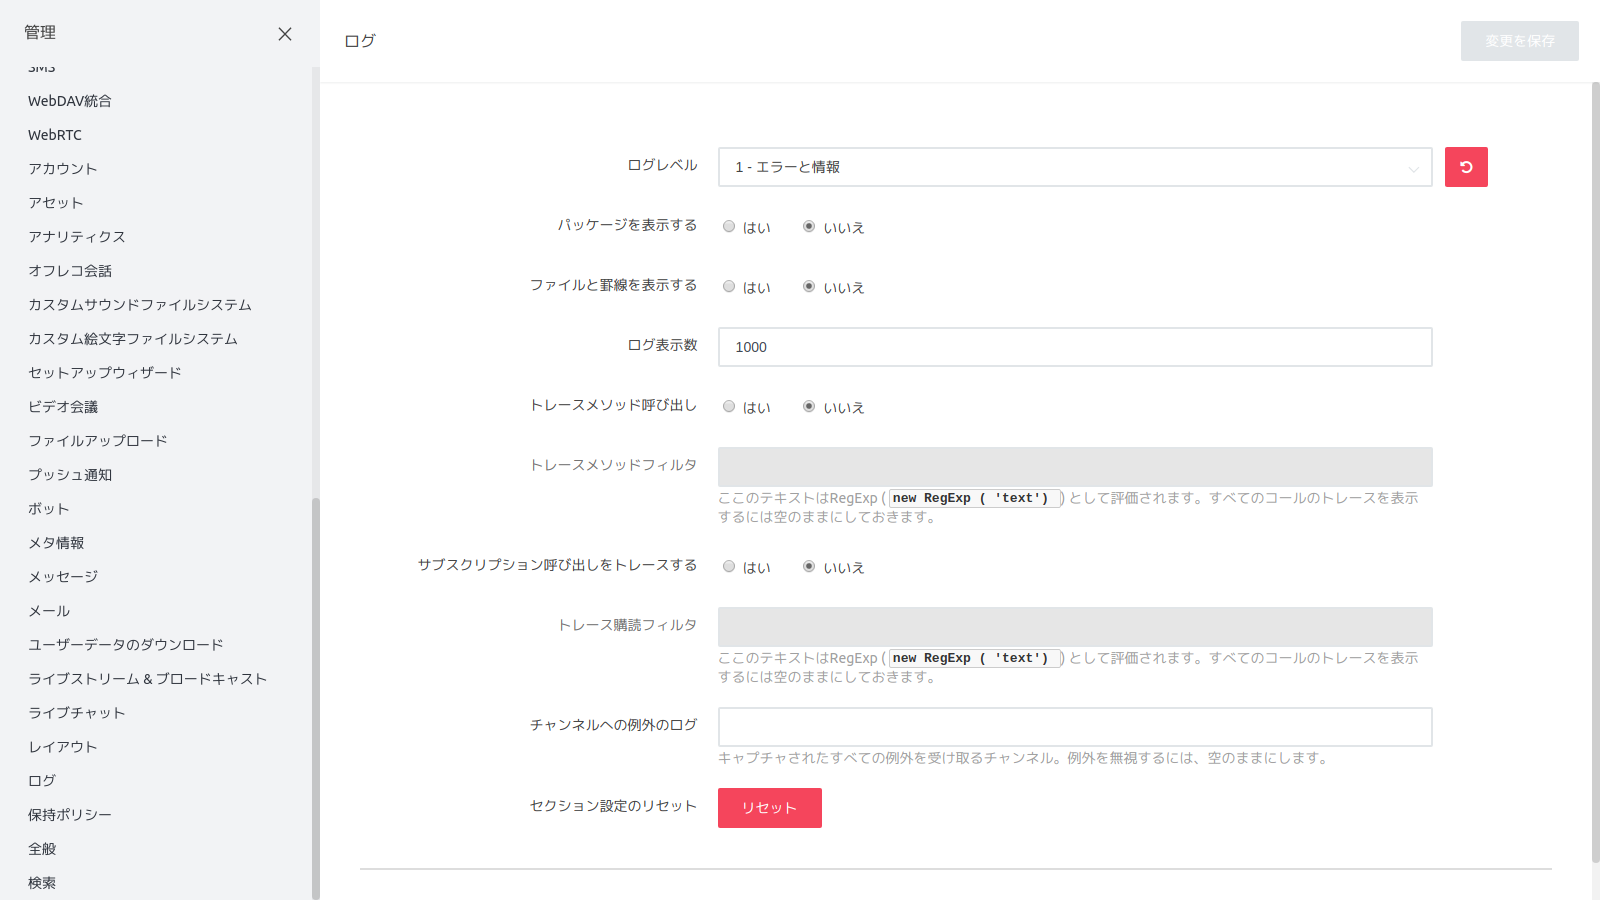 管理
SMS
WebDAV統合
WebRTC
アカウント
アセット
アナリティクス
オフレコ会話
カスタムサウンドファイルシステム
カスタム絵文字ファイルシステム
セットアップウィザード
ビデオ会議
ファイルアップロード
プッシュ通知
ボット
メタ情報
メッセージ
メール
ユーザーデータのダウンロード
ライブストリーム & ブロードキャスト
ライブチャット
レイアウト
ログ
保持ポリシー
全般
検索
ログ
変更を保存
ログレベル
1 - エラーと情報
パッケージを表示する
はい いいえ
ファイルと罫線を表示する
はい いいえ
ログ表示数
1000
トレースメソッド呼び出し
はい いいえ
トレースメソッドフィルタ
ここのテキストはRegExp ( new RegExp ( 'text') ) として評価されます。すべてのコールのトレースを表示
するには空のままにしておきます。
サブスクリプション呼び出しをトレースする
はい いいえ
トレース購読フィルタ
ここのテキストはRegExp ( new RegExp ( 'text') ) として評価されます。すべてのコールのトレースを表示
するには空のままにしておきます。
チャンネルへの例外のログ
キャプチャされたすべての例外を受け取るチャンネル。例外を無視するには、空のままにします。
セクション設定のリセット
リセット